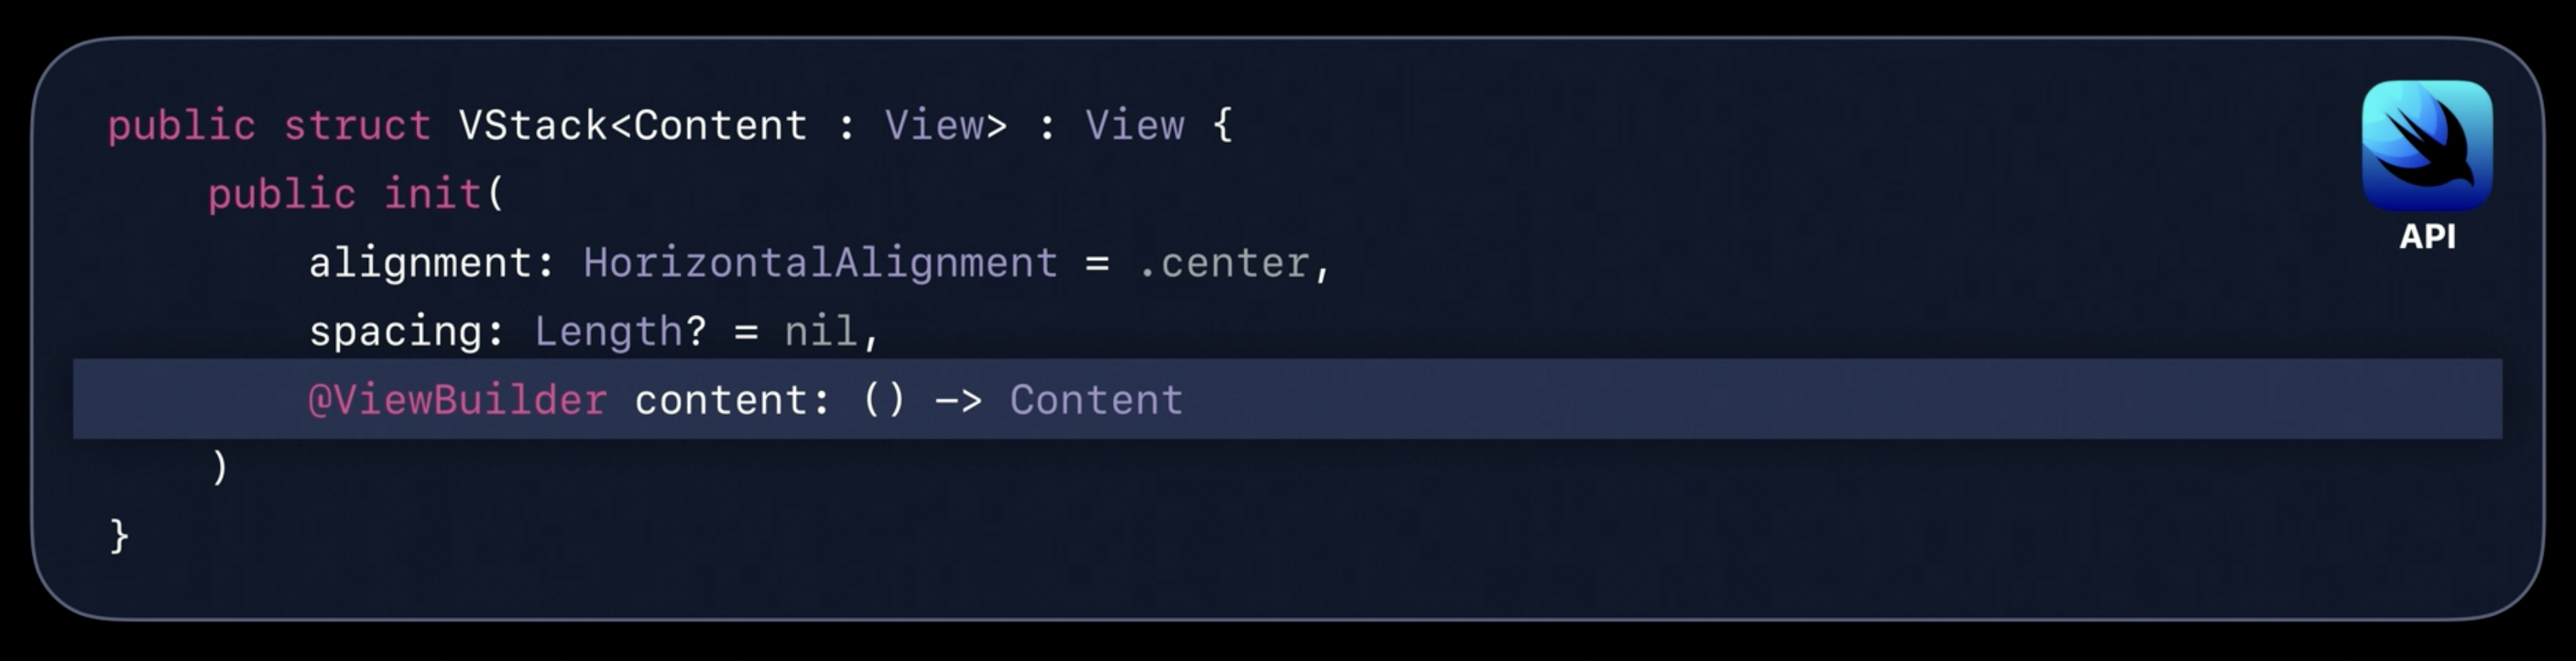 public struct VStack<Content : View> : View {
    public init(
        alignment: HorizontalAlignment = .center,
        spacing: Length? = nil,
        @ViewBuilder content: () -> Content
    )
}
API